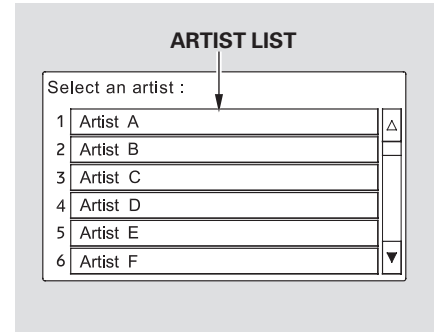 ARTIST LIST
Select an artist :
1 Artist A
2 Artist B
3 Artist C
4 Artist D
5 Artist E
6 Artist F